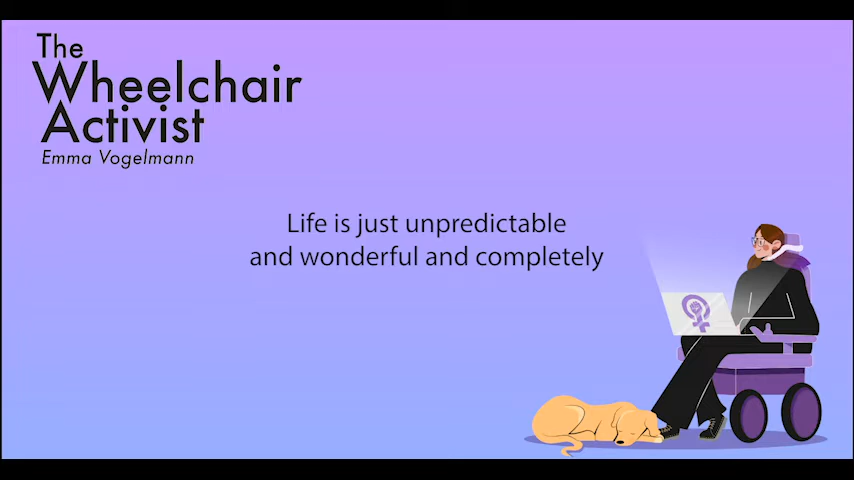 The
Wheelchair
Activist
Emma Vogelmann
Life is just unpredictable
and wonderful and completely